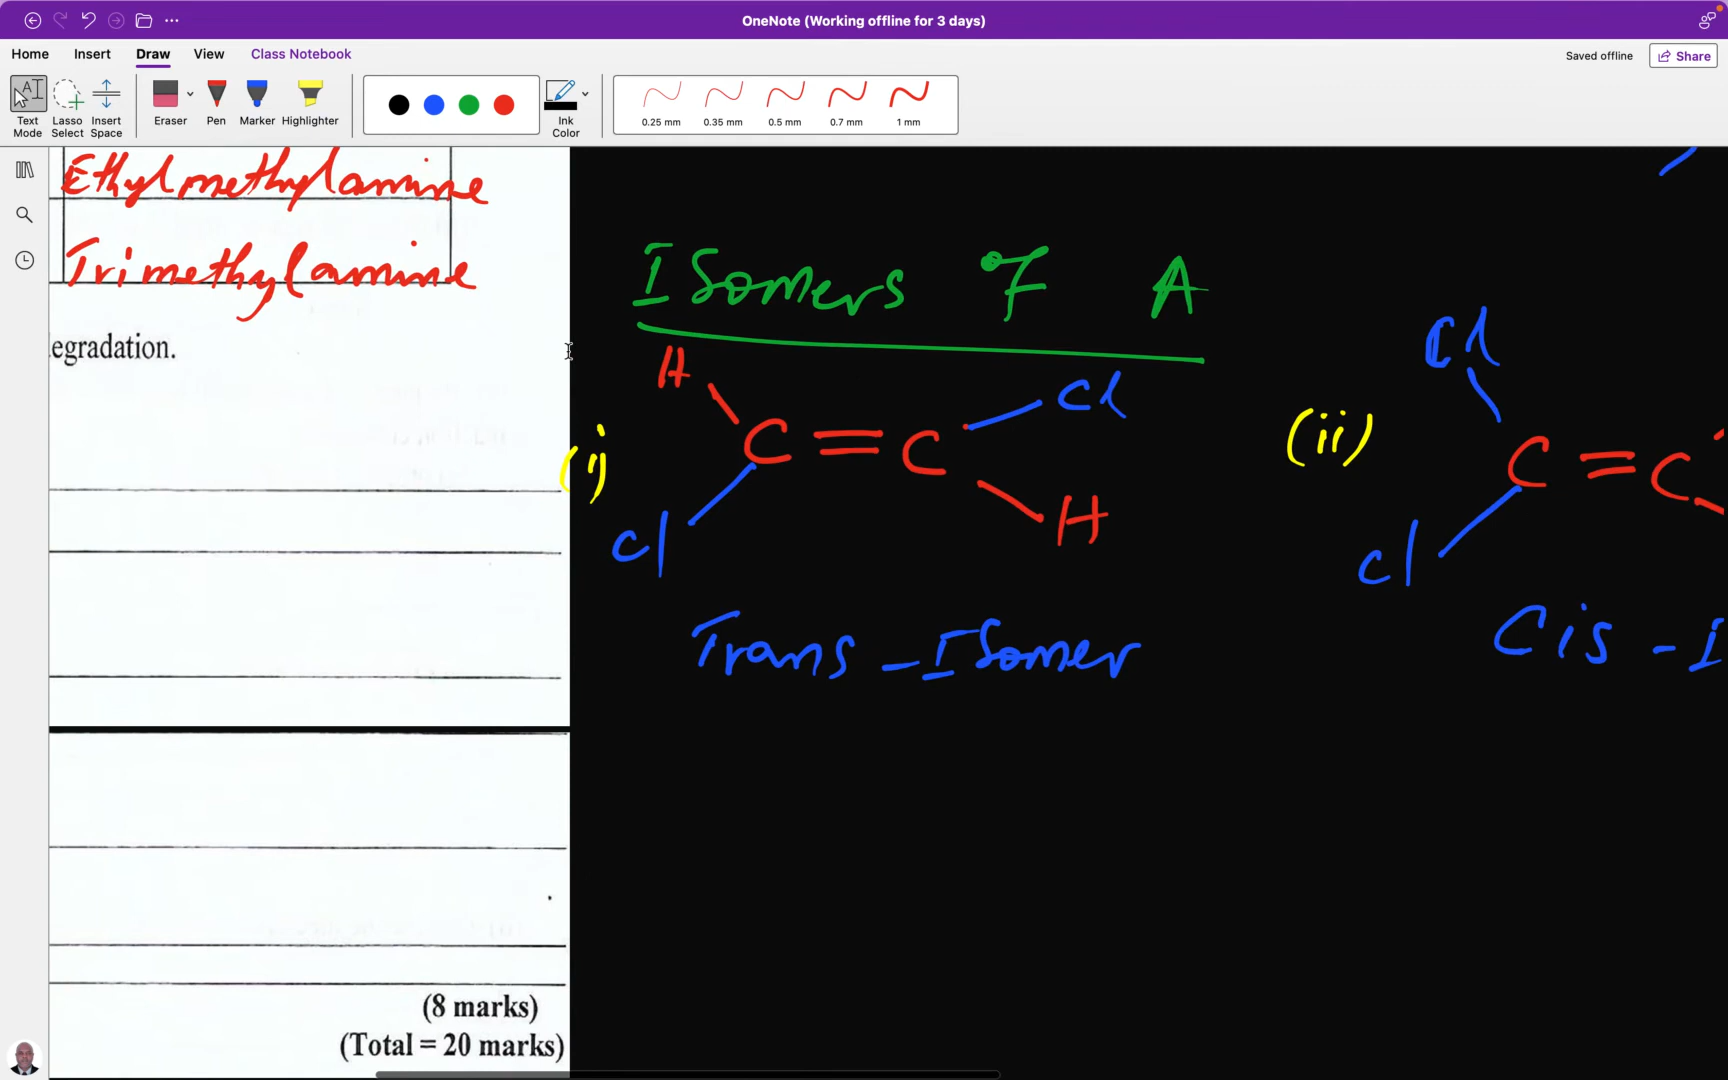 OneNote (Working offline for 3 days)
Home Insert Draw View Class Notebook
Saved offline Share
Text Mode
Lasso Select
Insert Space
Eraser
Pen
Marker
Highlighter
Ink Color
0.25 mm 0.35 mm 0.5 mm 0.7 mm 1 mm
Ethylmethylamine
Trimethylamine
egradation.
(8 marks)
(Total = 20 marks)
Isomers of A
(i)
H Cl
C = C
Cl H
Trans - Isomer
(ii)
Cl
C = C
Cl
Cis - I